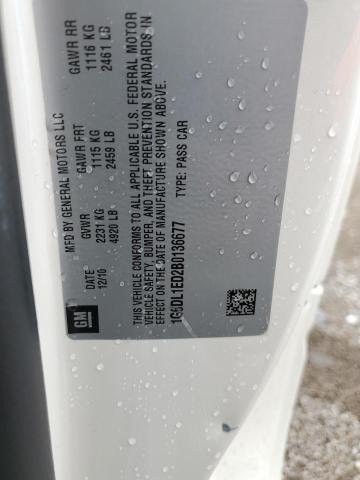 MFD BY GENERAL MOTORS LLC
DATE GVWR GAWR FRT GAWR RR
12/10 2231 KG 1115 KG 1116 KG
4920 LB 2459 LB 2461 LB
THIS VEHICLE CONFORMS TO ALL APPLICABLE U.S. FEDERAL MOTOR
VEHICLE SAFETY, BUMPER, AND THEFT PREVENTION STANDARDS IN
EFFECT ON THE DATE OF MANUFACTURE SHOWN ABOVE.
1G6DL1ED2B0136677 TYPE: PASS CAR
GM